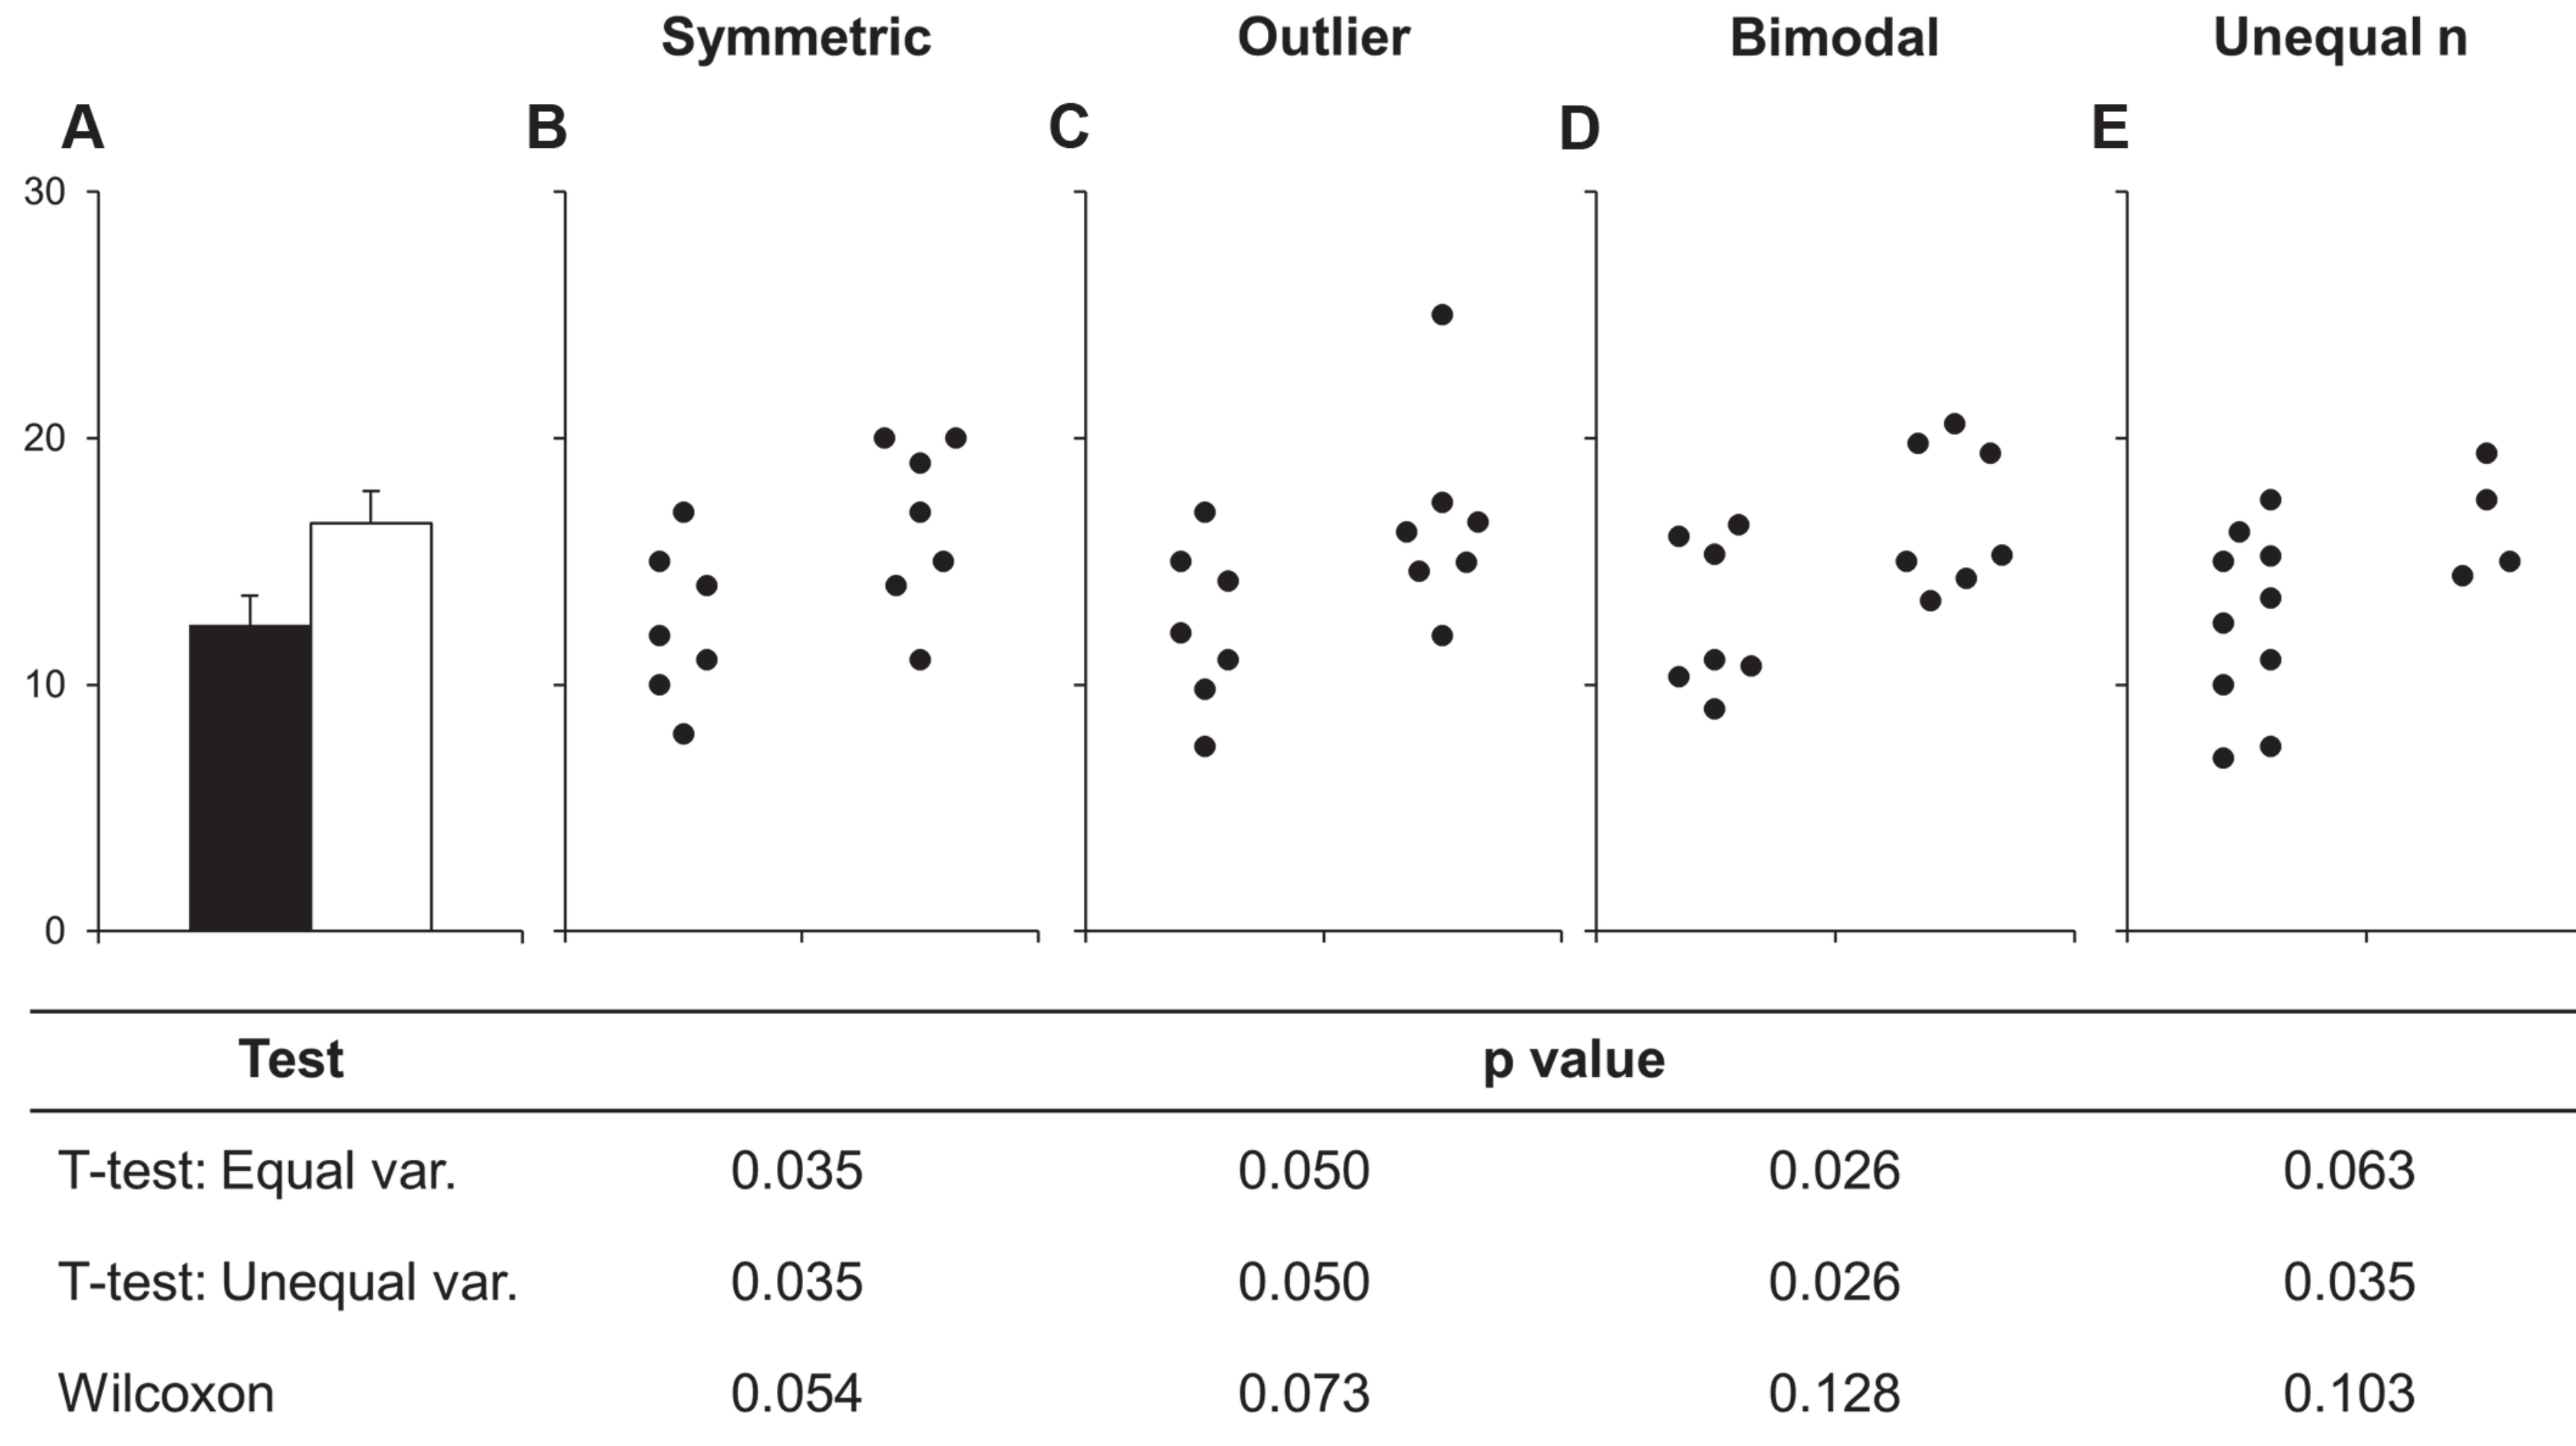 Symmetric Outlier Bimodal Unequal n
A B C D E
30
20
10
0
Test p value
T-test: Equal var. 0.035 0.050 0.026 0.063
T-test: Unequal var. 0.035 0.050 0.026 0.035
Wilcoxon 0.054 0.073 0.128 0.103